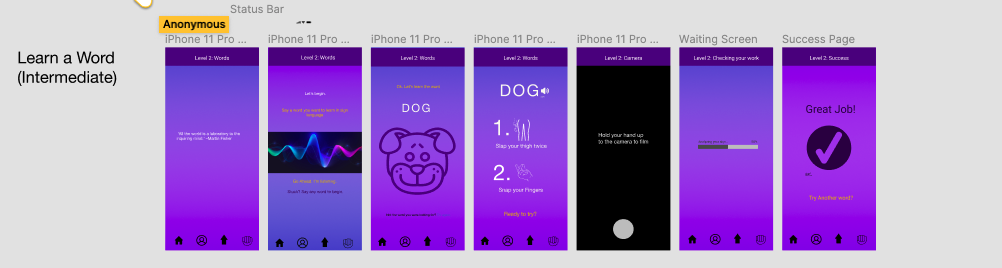 Status Bar
Anonymous
iPhone 11 Pro ...
iPhone 11 Pro ...
iPhone 11 Pro ...
iPhone 11 Pro ...
iPhone 11 Pro ...
Waiting Screen
Success Page
Learn a Word
(Intermediate)
Level 2: Words
"All the world is a laboratory to the
inquiring mind." –Martin Fisher
Level 2: Words
Let's begin.
Say a word you want to learn in sign
language.
Go Ahead. I'm listening.
Stuck? Say any word to begin.
Level 2: Words
Ok. Let's learn the word
DOG
Level 2: Words
DOG
1.
Slap your thigh twice
2.
Snap your Fingers
Ready to try?
Level 2: Camera
Hold your hand up
to the camera to film
Level 2: Checking your work
Level 2: Success
Great Job!
Try Another word?